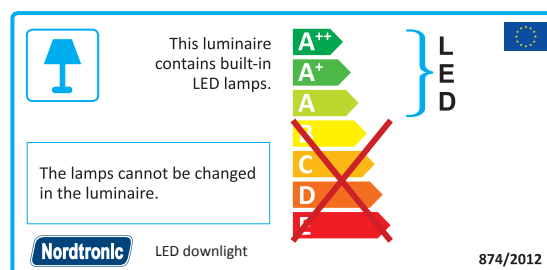 This luminaire
contains built-in
LED lamps.
A++
A+
A
B
C
D
E
L
E
D
The lamps cannot be changed
in the luminaire.
Nordtronic
LED downlight
874/2012